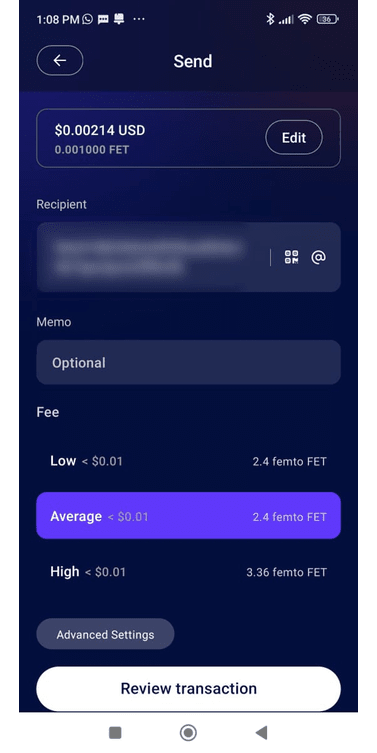 1:08 PM 36
Send
$0.00214 USD
0.001000 FET
Edit
Recipient
Memo
Optional
Fee
Low < $0.01 2.4 femto FET
Average < $0.01 2.4 femto FET
High < $0.01 3.36 femto FET
Advanced Settings
Review transaction